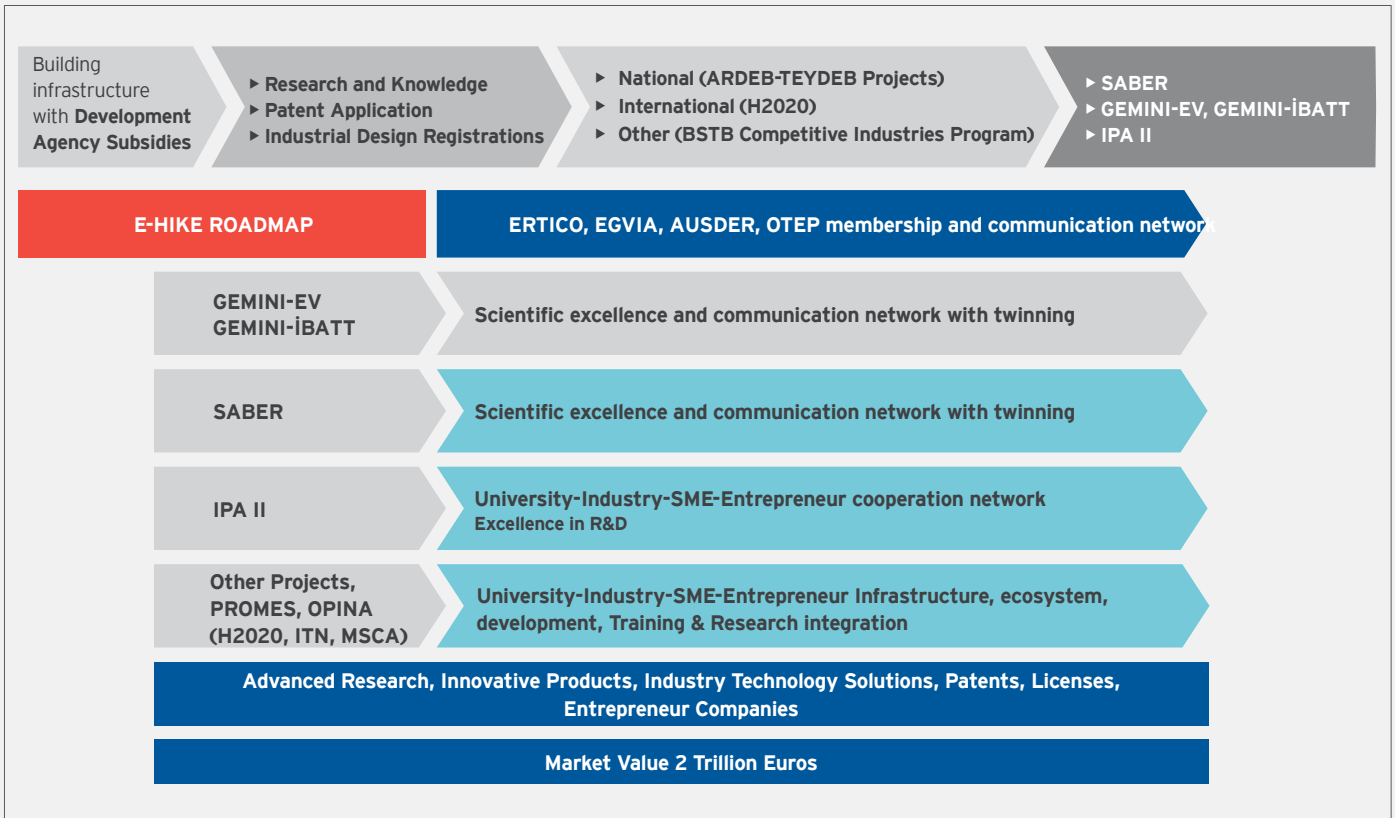 Building
infrastructure
with Development
Agency Subsidies
▸ Research and Knowledge
▸ Patent Application
▸ Industrial Design Registrations
▸ National (ARDEB-TEYDEB Projects)
▸ International (H2020)
▸ Other (BSTB Competitive Industries Program)
▸ SABER
▸ GEMINI-EV, GEMINI-İBATT
▸ IPA II
E-HIKE ROADMAP
ERTICO, EGVIA, AUSDER, OTEP membership and communication network
GEMINI-EV
GEMINI-İBATT
Scientific excellence and communication network with twinning
SABER
Scientific excellence and communication network with twinning
IPA II
University-Industry-SME-Entrepreneur cooperation network
Excellence in R&D
Other Projects,
PROMES, OPINA
(H2020, ITN, MSCA)
University-Industry-SME-Entrepreneur Infrastructure, ecosystem,
development, Training & Research integration
Advanced Research, Innovative Products, Industry Technology Solutions, Patents, Licenses,
Entrepreneur Companies
Market Value 2 Trillion Euros